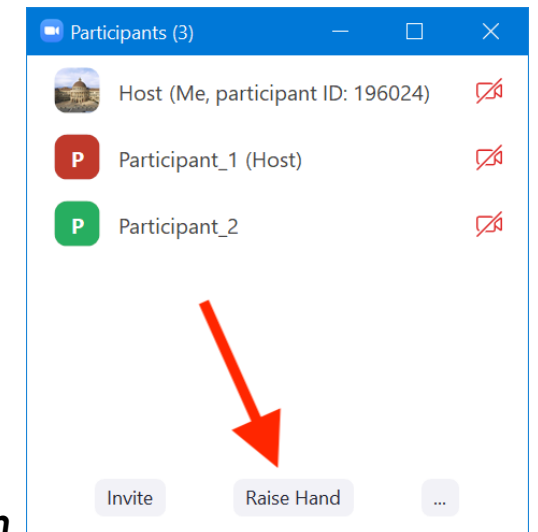 Participants (3)
Host (Me, participant ID: 196024)
P Participant_1 (Host)
P Participant_2
Invite Raise Hand ...
n